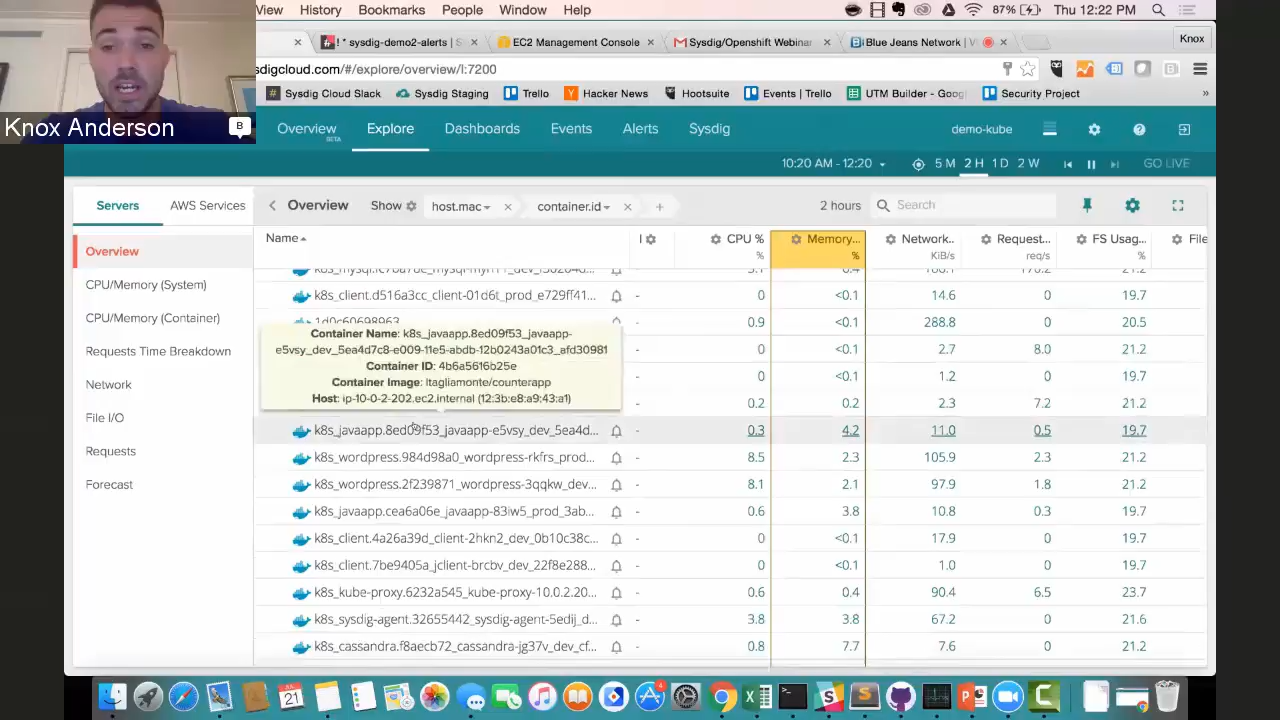 View History Bookmarks People Window Help 87% Thu 12:22 PM
Knox Anderson B
! * sysdig-demo2-alerts | S EC2 Management Console Sysdig/Openshift Webinar Blue Jeans Network | Knox
sdigcloud.com/#/explore/overview/l:7200
Sysdig Cloud Slack Sysdig Staging Trello Hacker News Hootsuite Events | Trello UTM Builder - Goog Security Project »
Overview BETA Explore Dashboards Events Alerts Sysdig demo-kube
10:20 AM - 12:20 5 M 2 H 1 D 2 W GO LIVE
Servers AWS Services
Overview Show host.mac container.id + 2 hours Search
Overview
CPU/Memory (System)
CPU/Memory (Container)
Requests Time Breakdown
Network
File I/O
Requests
Forecast
Name CPU % Memory... Network... Request... FS Usag... File
% % KiB/s req/s %
k8s_client.d516a3cc_client-01d6t_prod_e729ff41... - 0 <0.1 14.6 0 19.7
1d0c60698963 - 0.9 <0.1 288.8 0 20.5
- 0 <0.1 2.7 8.0 21.2
- 0 <0.1 1.2 0 19.7
- 0.2 0.2 2.3 7.2 21.2
Container Name: k8s_javaapp.8ed09f53_javaapp-
e5vsy_dev_5ea4d7c8-e009-11e5-abdb-12b0243a01c3_afd30981
Container ID: 4b6a5616b25e
Container Image: ltagliamonte/counterapp
Host: ip-10-0-2-202.ec2.internal (12:3b:e8:a9:43:a1)
k8s_javaapp.8ed09f53_javaapp-e5vsy_dev_5ea4d... - 0.3 4.2 11.0 0.5 19.7
k8s_wordpress.984d98a0_wordpress-rkfrs_prod... - 8.5 2.3 105.9 2.3 21.2
k8s_wordpress.2f239871_wordpress-3qqkw_dev... - 8.1 2.1 97.9 1.8 21.2
k8s_javaapp.cea6a06e_javaapp-83iw5_prod_3ab... - 0.6 3.8 10.8 0.3 19.7
k8s_client.4a26a39d_client-2hkn2_dev_0b10c38c... - 0 <0.1 17.9 0 19.7
k8s_client.7be9405a_jclient-brcbv_dev_22f8e288... - 0 <0.1 1.0 0 19.7
k8s_kube-proxy.6232a545_kube-proxy-10.0.2.20... - 0.6 0.4 90.4 6.5 23.7
k8s_sysdig-agent.32655442_sysdig-agent-5edij_d... - 3.8 3.8 67.2 0 21.6
k8s_cassandra.f8aecb72_cassandra-jg37v_dev_cf... - 0.8 7.7 7.6 0 21.2
JUL
21
4